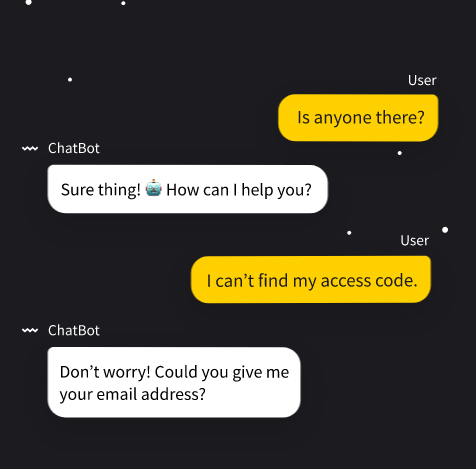 User
Is anyone there?
ChatBot
Sure thing! 🤖 How can I help you?
User
I can’t find my access code.
ChatBot
Don’t worry! Could you give me
your email address?